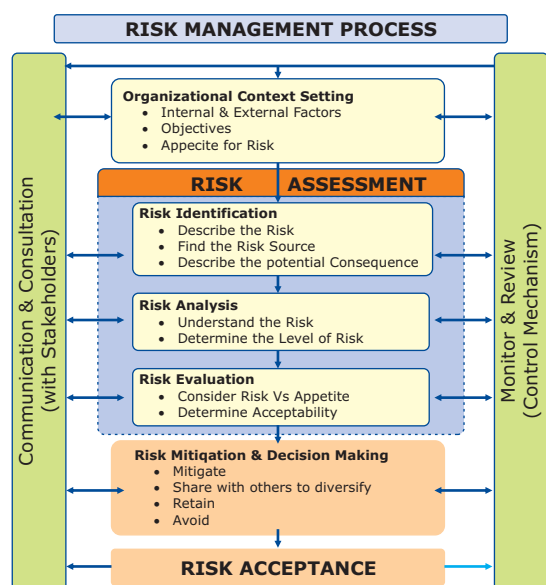 RISK MANAGEMENT PROCESS
Communication & Consultation
(with Stakeholders)
Organizational Context Setting
• Internal & External Factors
• Objectives
• Appecite for Risk
RISK ASSESSMENT
Risk Identification
• Describe the Risk
• Find the Risk Source
• Describe the potential Consequence
Risk Analysis
• Understand the Risk
• Determine the Level of Risk
Risk Evaluation
• Consider Risk Vs Appetite
• Determine Acceptability
Risk Mitiqation & Decision Making
• Mitigate
• Share with others to diversify
• Retain
• Avoid
RISK ACCEPTANCE
Monitor & Review
(Control Mechanism)